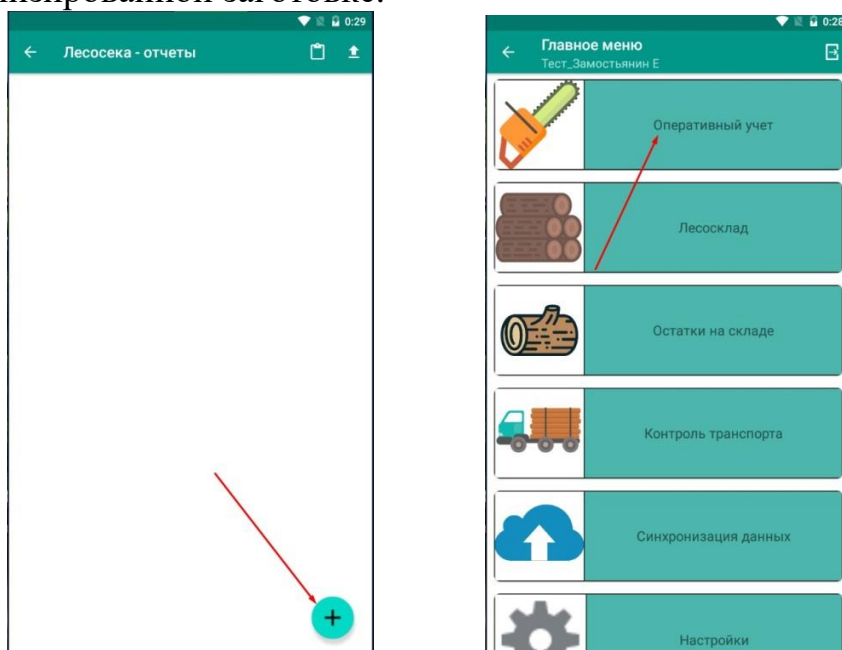 заготовке.
0:29
Лесосека - отчеты
+
0:28
Главное меню
Тест_Замостьянин Е
Оперативный учет
Лесосклад
Остатки на складе
Контроль транспорта
Синхронизация данных
Настройки